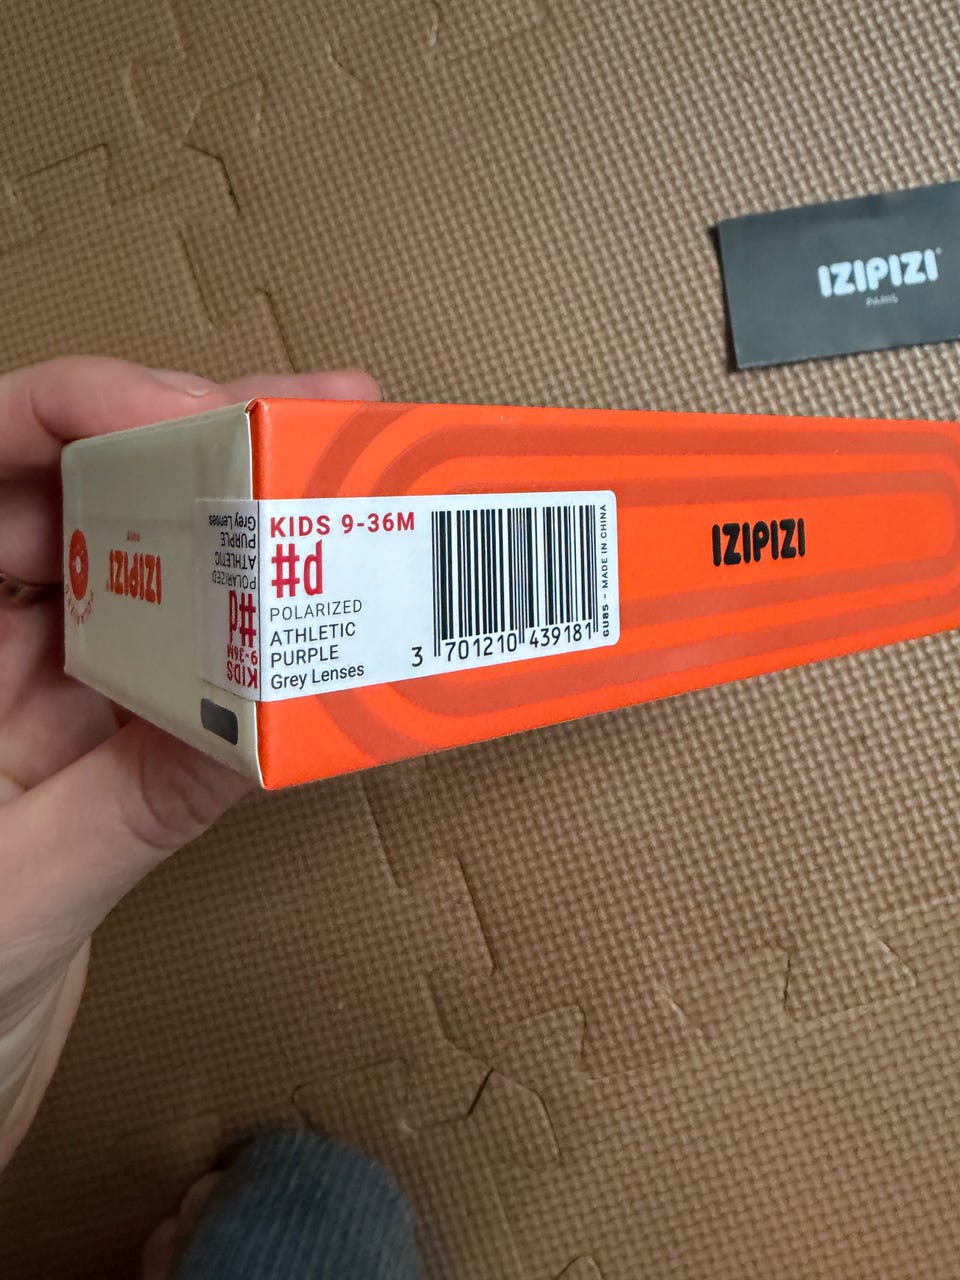 IZIPIZI
PARIS
KIDS 9-36M
#d
POLARIZED
ATHLETIC
PURPLE
Grey Lenses
3 701210 439181
GU85 - MADE IN CHINA
IZIPIZI
KIDS
9-36M
#d
POLARIZED
ATHLETIC
PURPLE
Grey Lenses
IZIPIZI
PARIS